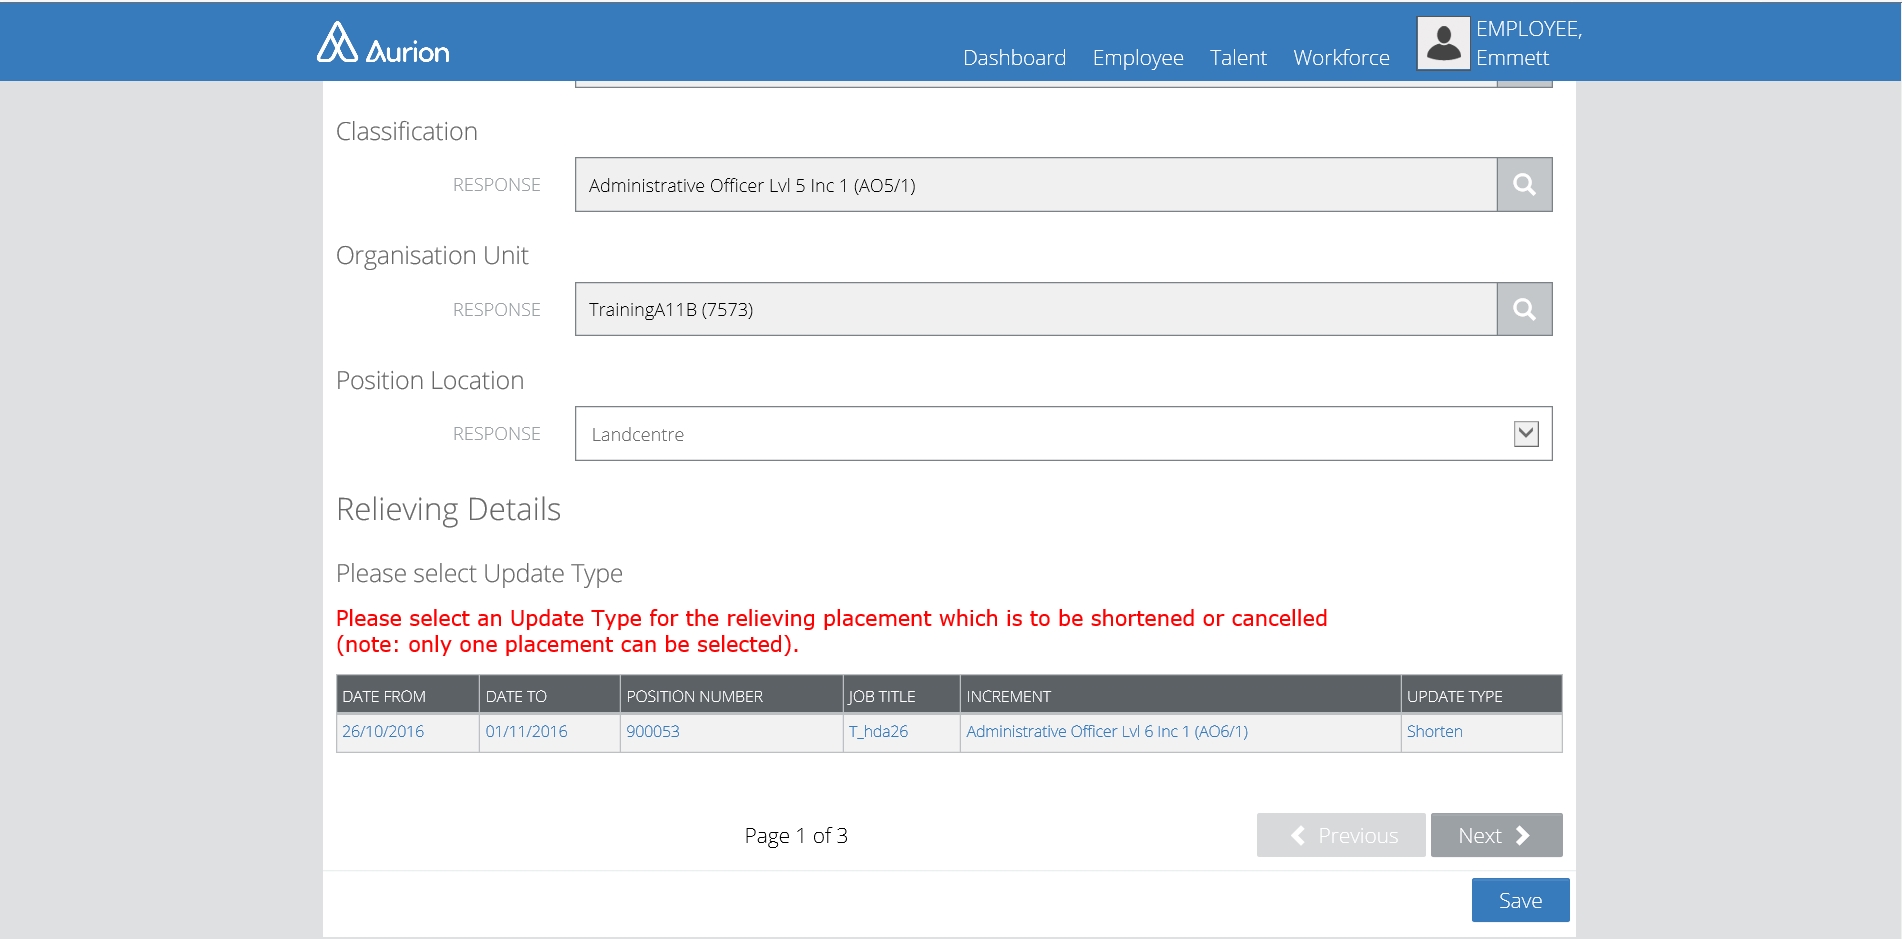 Aurion
Dashboard Employee Talent Workforce
EMPLOYEE,
Emmett
Classification
RESPONSE
Administrative Officer Lvl 5 Inc 1 (AO5/1)
Organisation Unit
RESPONSE
TrainingA11B (7573)
Position Location
RESPONSE
Landcentre
Relieving Details
Please select Update Type
Please select an Update Type for the relieving placement which is to be shortened or cancelled
(note: only one placement can be selected).
DATE FROM DATE TO POSITION NUMBER JOB TITLE INCREMENT UPDATE TYPE
26/10/2016 01/11/2016 900053 T_hda26 Administrative Officer Lvl 6 Inc 1 (AO6/1) Shorten
Page 1 of 3
Previous
Next
Save